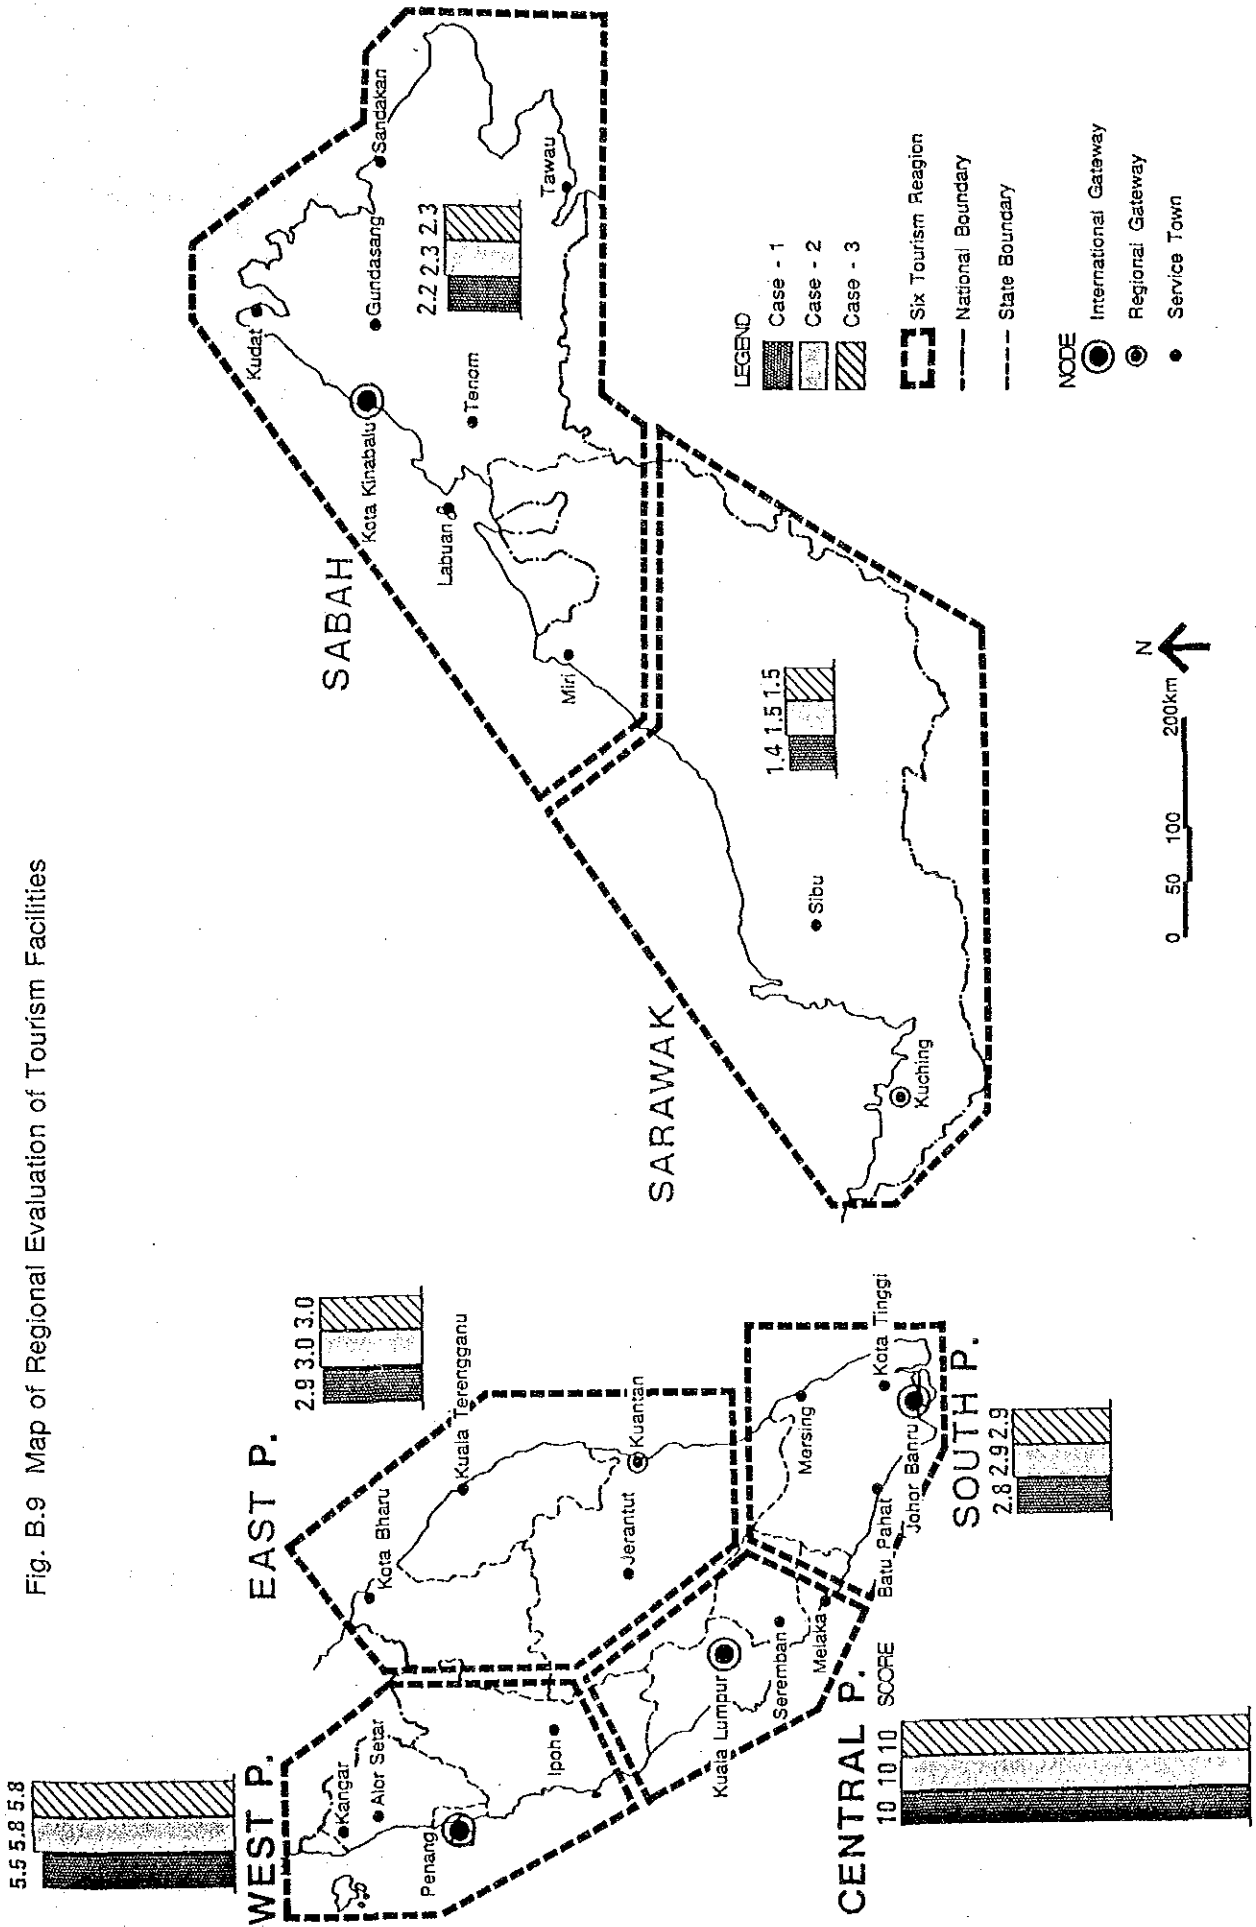 Fig. B.9 Map of Regional Evaluation of Tourism Facilities
WEST P.
5.5 5.8 5.8
Kangar
Alor Setar
Penang
Ipoh
EAST P.
2.9 3.0 3.0
Kota Bharu
Kuala Terengganu
Kuantan
Jerantut
CENTRAL P.
10 10 10
SCORE
Kuala Lumpur
Seremban
Melaka
SOUTH P.
2.8 2.9 2.9
Mersing
Batu Pahat
Kota Tinggi
Johor Banru
SARAWAK
1.4 1.5 1.5
Kuching
Sibu
SABAH
2.2 2.3 2.3
Miri
Labuan
Kota Kinabalu
Tenom
Kudat
Gundasang
Sandakan
Tawau
LEGEND
Case - 1
Case - 2
Case - 3
Six Tourism Reagion
National Boundary
State Boundary
NODE
International Gateway
Regional Gateway
Service Town
N
0 50 100 200km